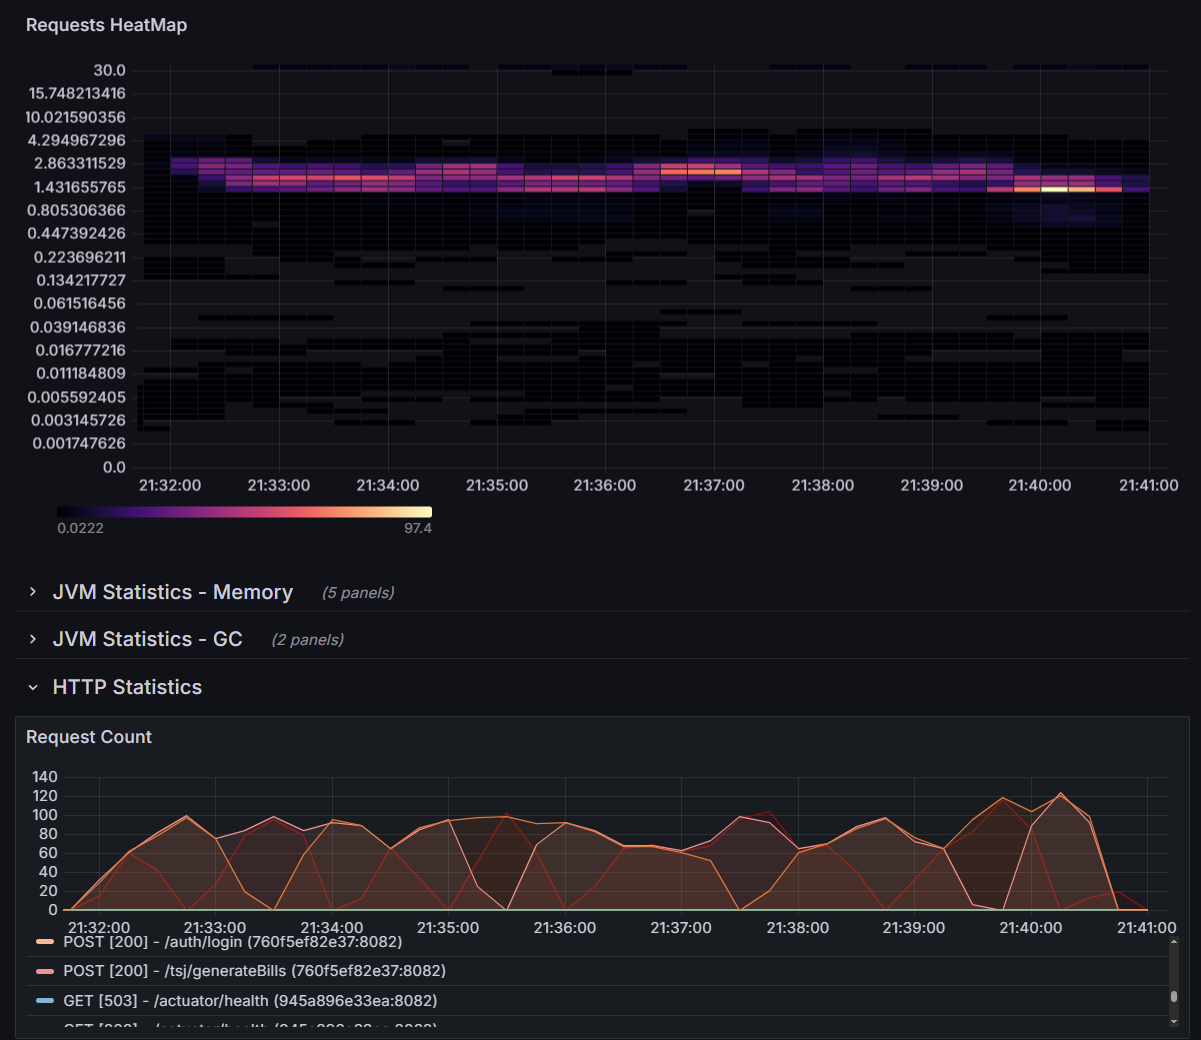 Requests HeatMap
30.0
15.748213416
10.021590356
4.294967296
2.863311529
1.431655765
0.805306366
0.447392426
0.223696211
0.134217727
0.061516456
0.039146836
0.016777216
0.011184809
0.005592405
0.003145726
0.001747626
0.0
21:32:00 21:33:00 21:34:00 21:35:00 21:36:00 21:37:00 21:38:00 21:39:00 21:40:00 21:41:00
0.0222 97.4
JVM Statistics - Memory (5 panels)
JVM Statistics - GC (2 panels)
HTTP Statistics
Request Count
140
120
100
80
60
40
20
0
21:32:00 21:33:00 21:34:00 21:35:00 21:36:00 21:37:00 21:38:00 21:39:00 21:40:00 21:41:00
POST [200] - /auth/login (760f5ef82e37:8082)
POST [200] - /tsj/generateBills (760f5ef82e37:8082)
GET [503] - /actuator/health (945a896e33ea:8082)